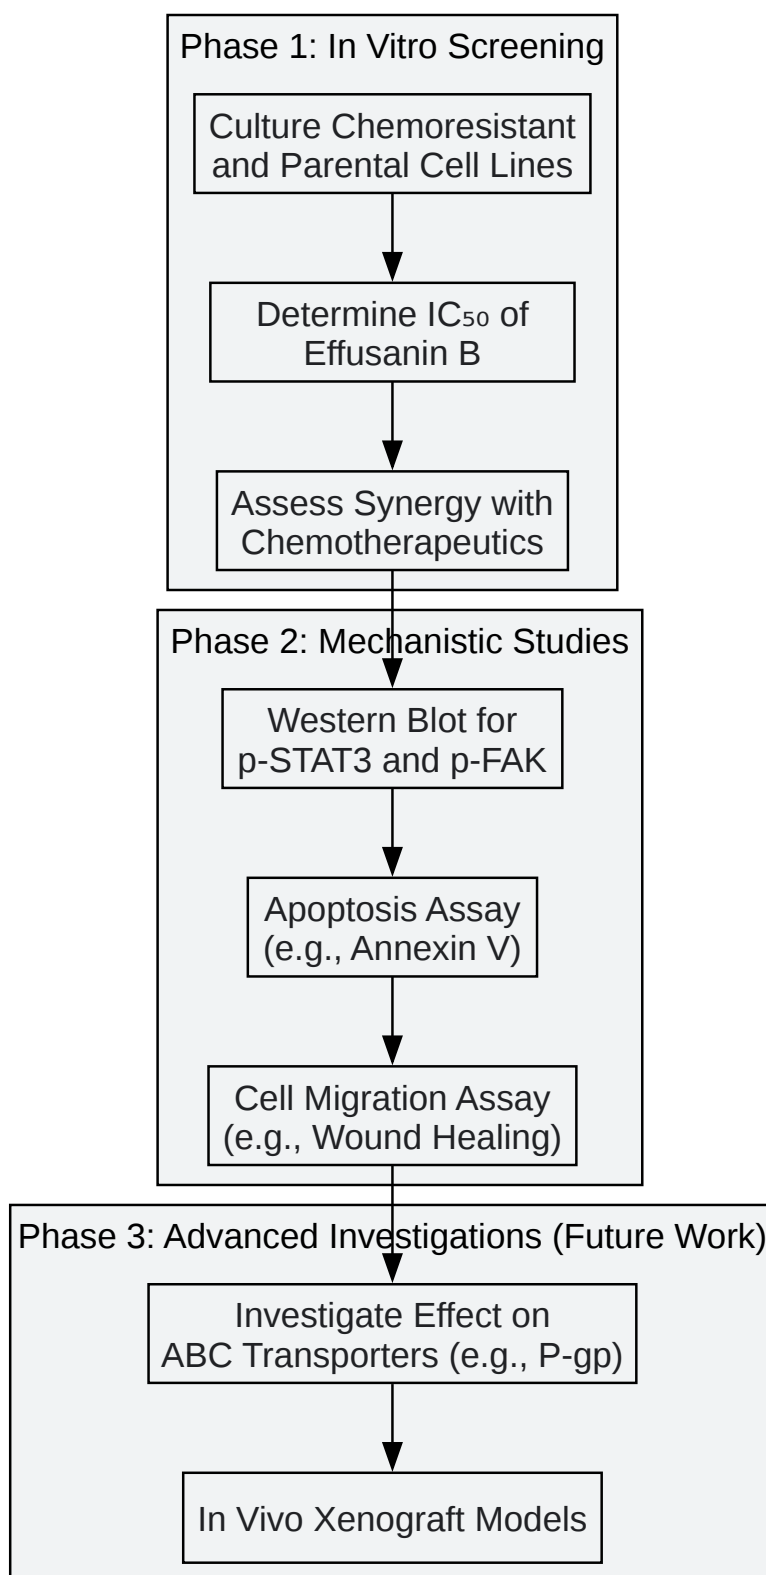 Phase 1: In Vitro Screening
Culture Chemoresistant
and Parental Cell Lines
Determine IC₅₀ of
Effusanin B
Assess Synergy with
Chemotherapeutics
Phase 2: Mechanistic Studies
Western Blot for
p-STAT3 and p-FAK
Apoptosis Assay
(e.g., Annexin V)
Cell Migration Assay
(e.g., Wound Healing)
Phase 3: Advanced Investigations (Future Work)
Investigate Effect on
ABC Transporters (e.g., P-gp)
In Vivo Xenograft Models